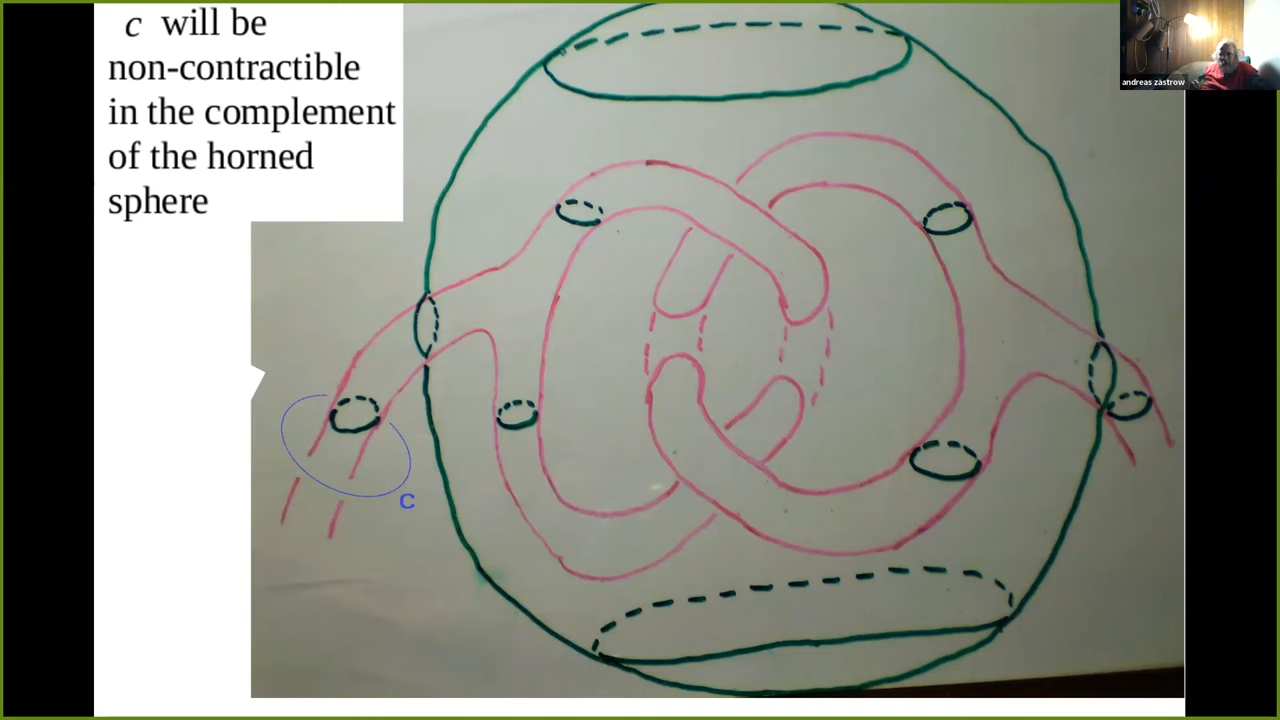 c will be
non-contractible
in the complement
of the horned
sphere
andreas zastrow
C